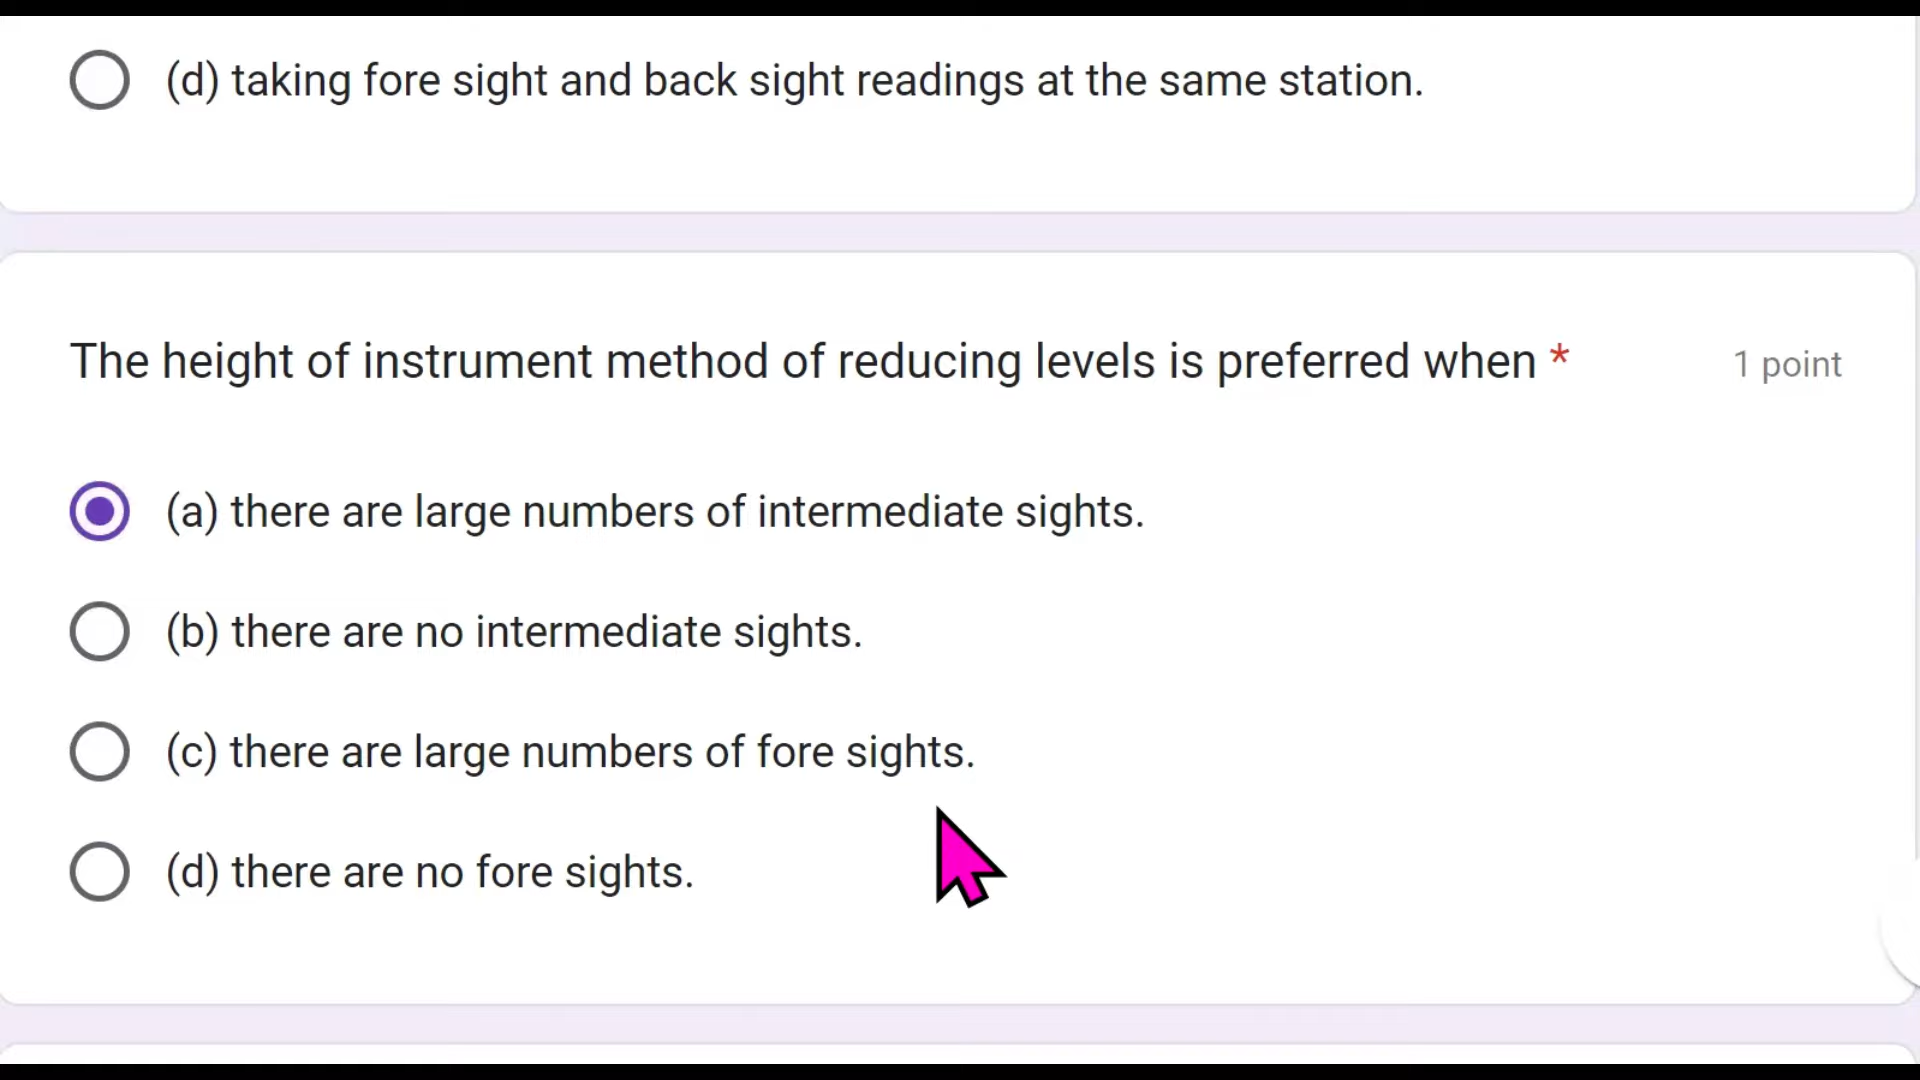 (d) taking fore sight and back sight readings at the same station.
The height of instrument method of reducing levels is preferred when * 1 point
(a) there are large numbers of intermediate sights.
(b) there are no intermediate sights.
(c) there are large numbers of fore sights.
(d) there are no fore sights.